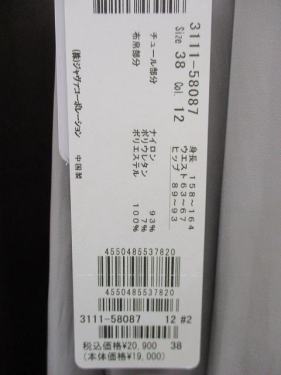 3111-58087
Size 38 Col. 12
身長 158~164
ウエスト 63~67
ヒップ 89~93
チュール部分 ナイロン 93%
ポリウレタン 7%
布帛部分 ポリエステル 100%
(株)ジャヴァコーポレーション
中国製
4550485537820
4550485537820
3111-58087 12 #2
税込価格¥20,900 38
(本体価格¥19,000)